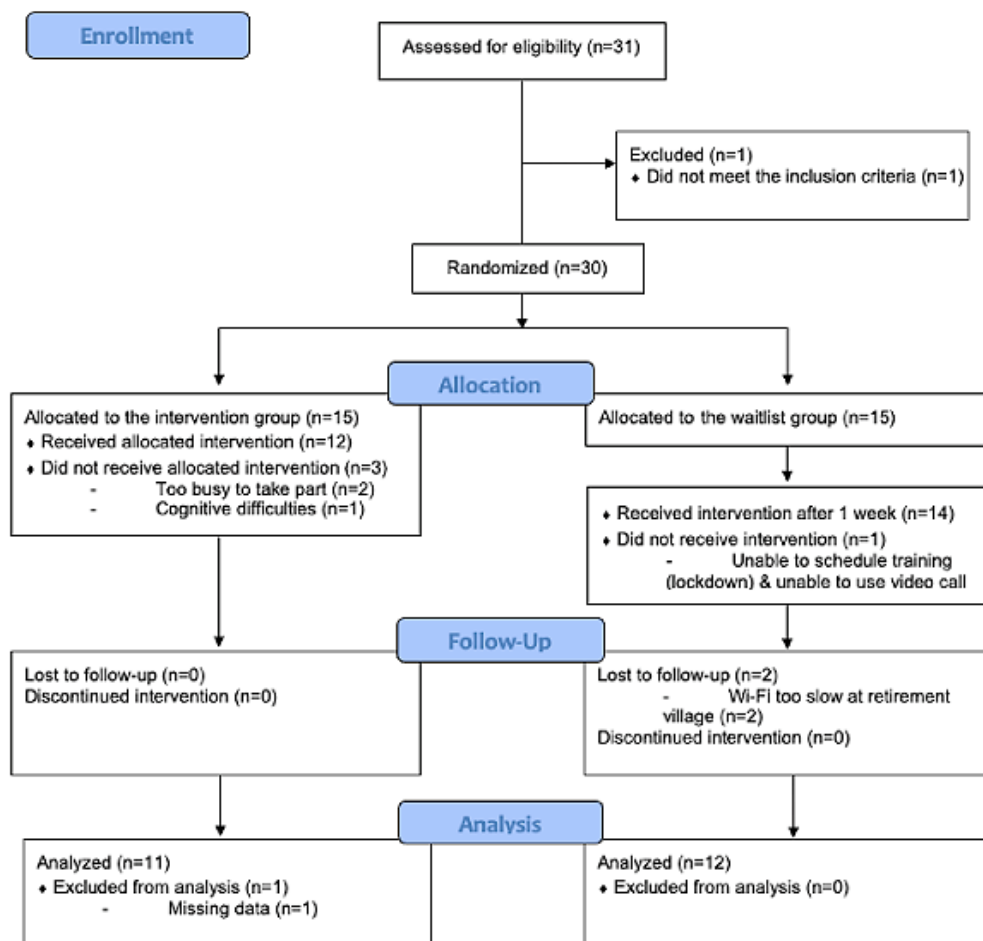 Enrollment
Assessed for eligibility (n=31)
Excluded (n=1)
♦ Did not meet the inclusion criteria (n=1)
Randomized (n=30)
Allocation
Allocated to the intervention group (n=15)
♦ Received allocated intervention (n=12)
♦ Did not receive allocated intervention (n=3)
- Too busy to take part (n=2)
- Cognitive difficulties (n=1)
Allocated to the waitlist group (n=15)
♦ Received intervention after 1 week (n=14)
♦ Did not receive intervention (n=1)
- Unable to schedule training
(lockdown) & unable to use video call
Follow-Up
Lost to follow-up (n=0)
Discontinued intervention (n=0)
Lost to follow-up (n=2)
- Wi-Fi too slow at retirement
village (n=2)
Discontinued intervention (n=0)
Analysis
Analyzed (n=11)
♦ Excluded from analysis (n=1)
- Missing data (n=1)
Analyzed (n=12)
♦ Excluded from analysis (n=0)